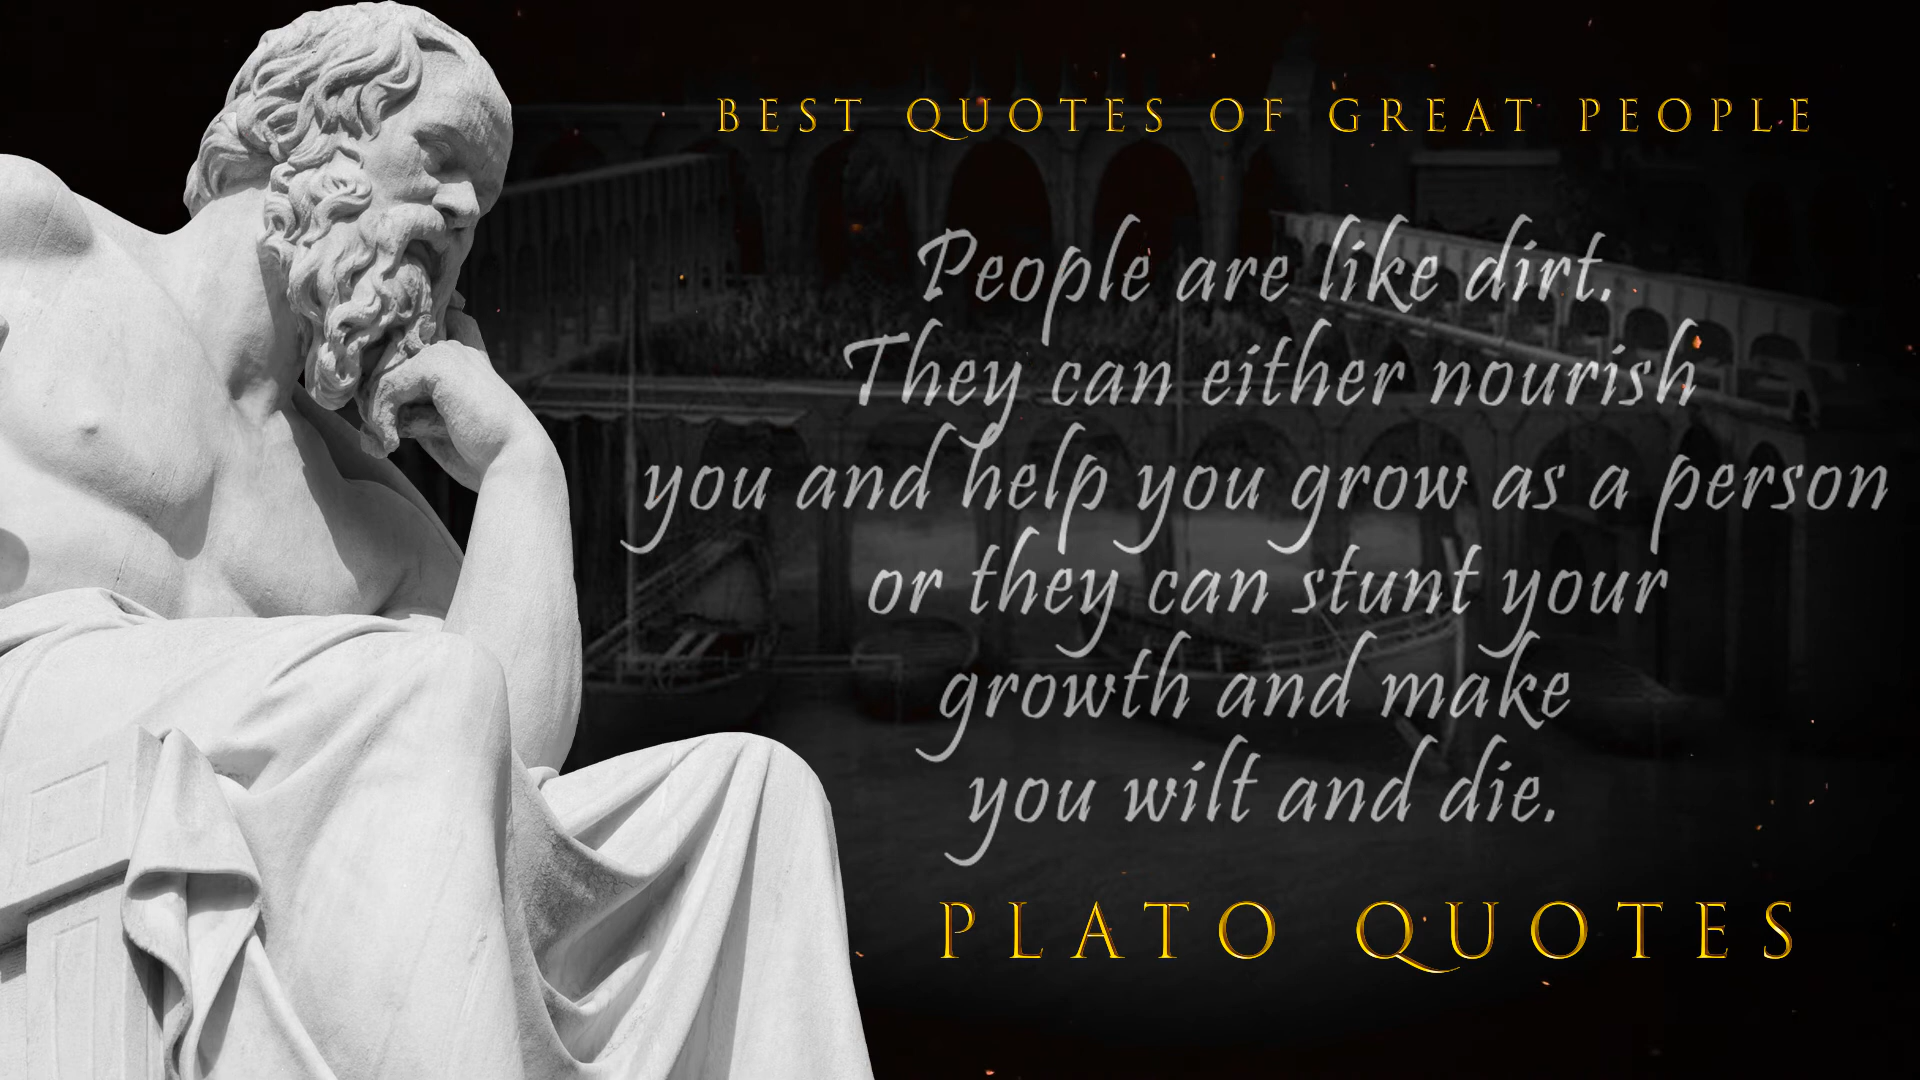 BEST QUOTES OF GREAT PEOPLE
People are like dirt.
They can either nourish
you and help you grow as a person
or they can stunt your
growth and make
you wilt and die.
PLATO QUOTES